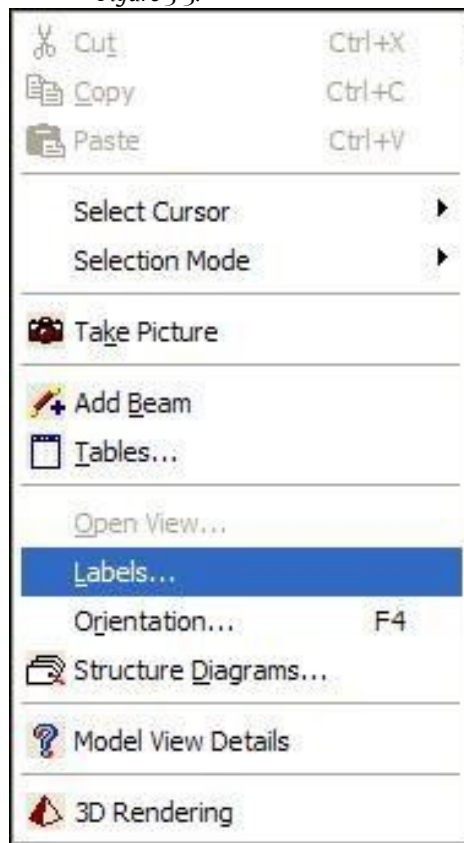 Cut Ctrl+X
Copy Ctrl+C
Paste Ctrl+V
Select Cursor
Selection Mode
Take Picture
Add Beam
Tables...
Open View...
Labels...
Orientation... F4
Structure Diagrams...
Model View Details
3D Rendering